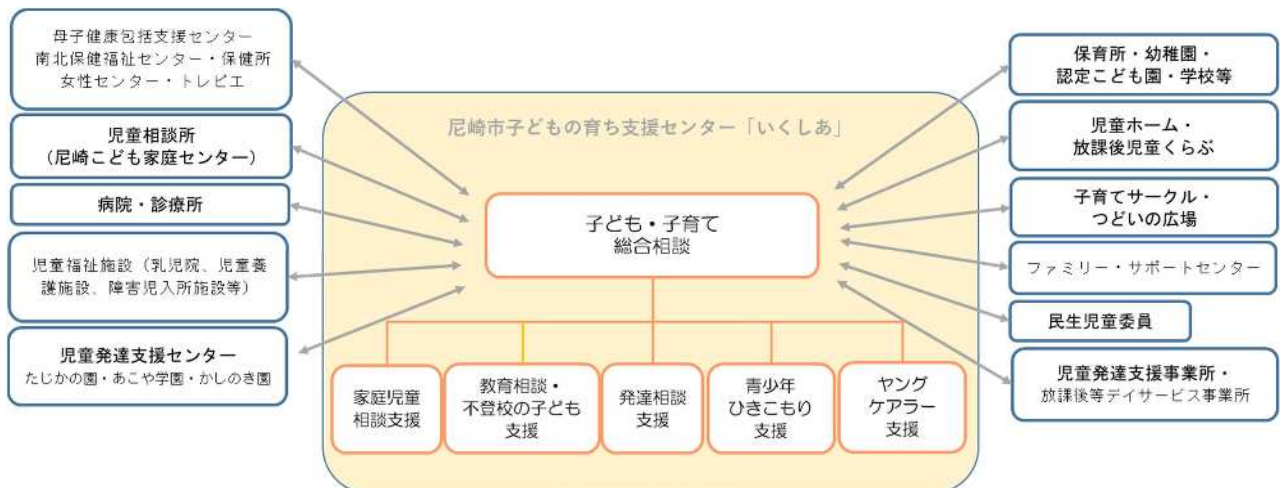 母子健康包括支援センター
南北保健福祉センター・保健所
女性センター・トレピエ
児童相談所
(尼崎こども家庭センター)
病院・診療所
児童福祉施設（乳児院、児童養
護施設、障害児入所施設等）
児童発達支援センター
たじかの園・あこや学園・かしのき園
尼崎市子どもの育ち支援センター「いくしあ」
子ども・子育て
総合相談
家庭児童
相談支援
教育相談・
不登校の子ども
支援
発達相談
支援
青少年
ひきこもり
支援
ヤング
ケアラー
支援
保育所・幼稚園・
認定こども園・学校等
児童ホーム・
放課後児童くらぶ
子育てサークル・
つどいの広場
ファミリー・サポートセンター
民生児童委員
児童発達支援事業所・
放課後等デイサービス事業所